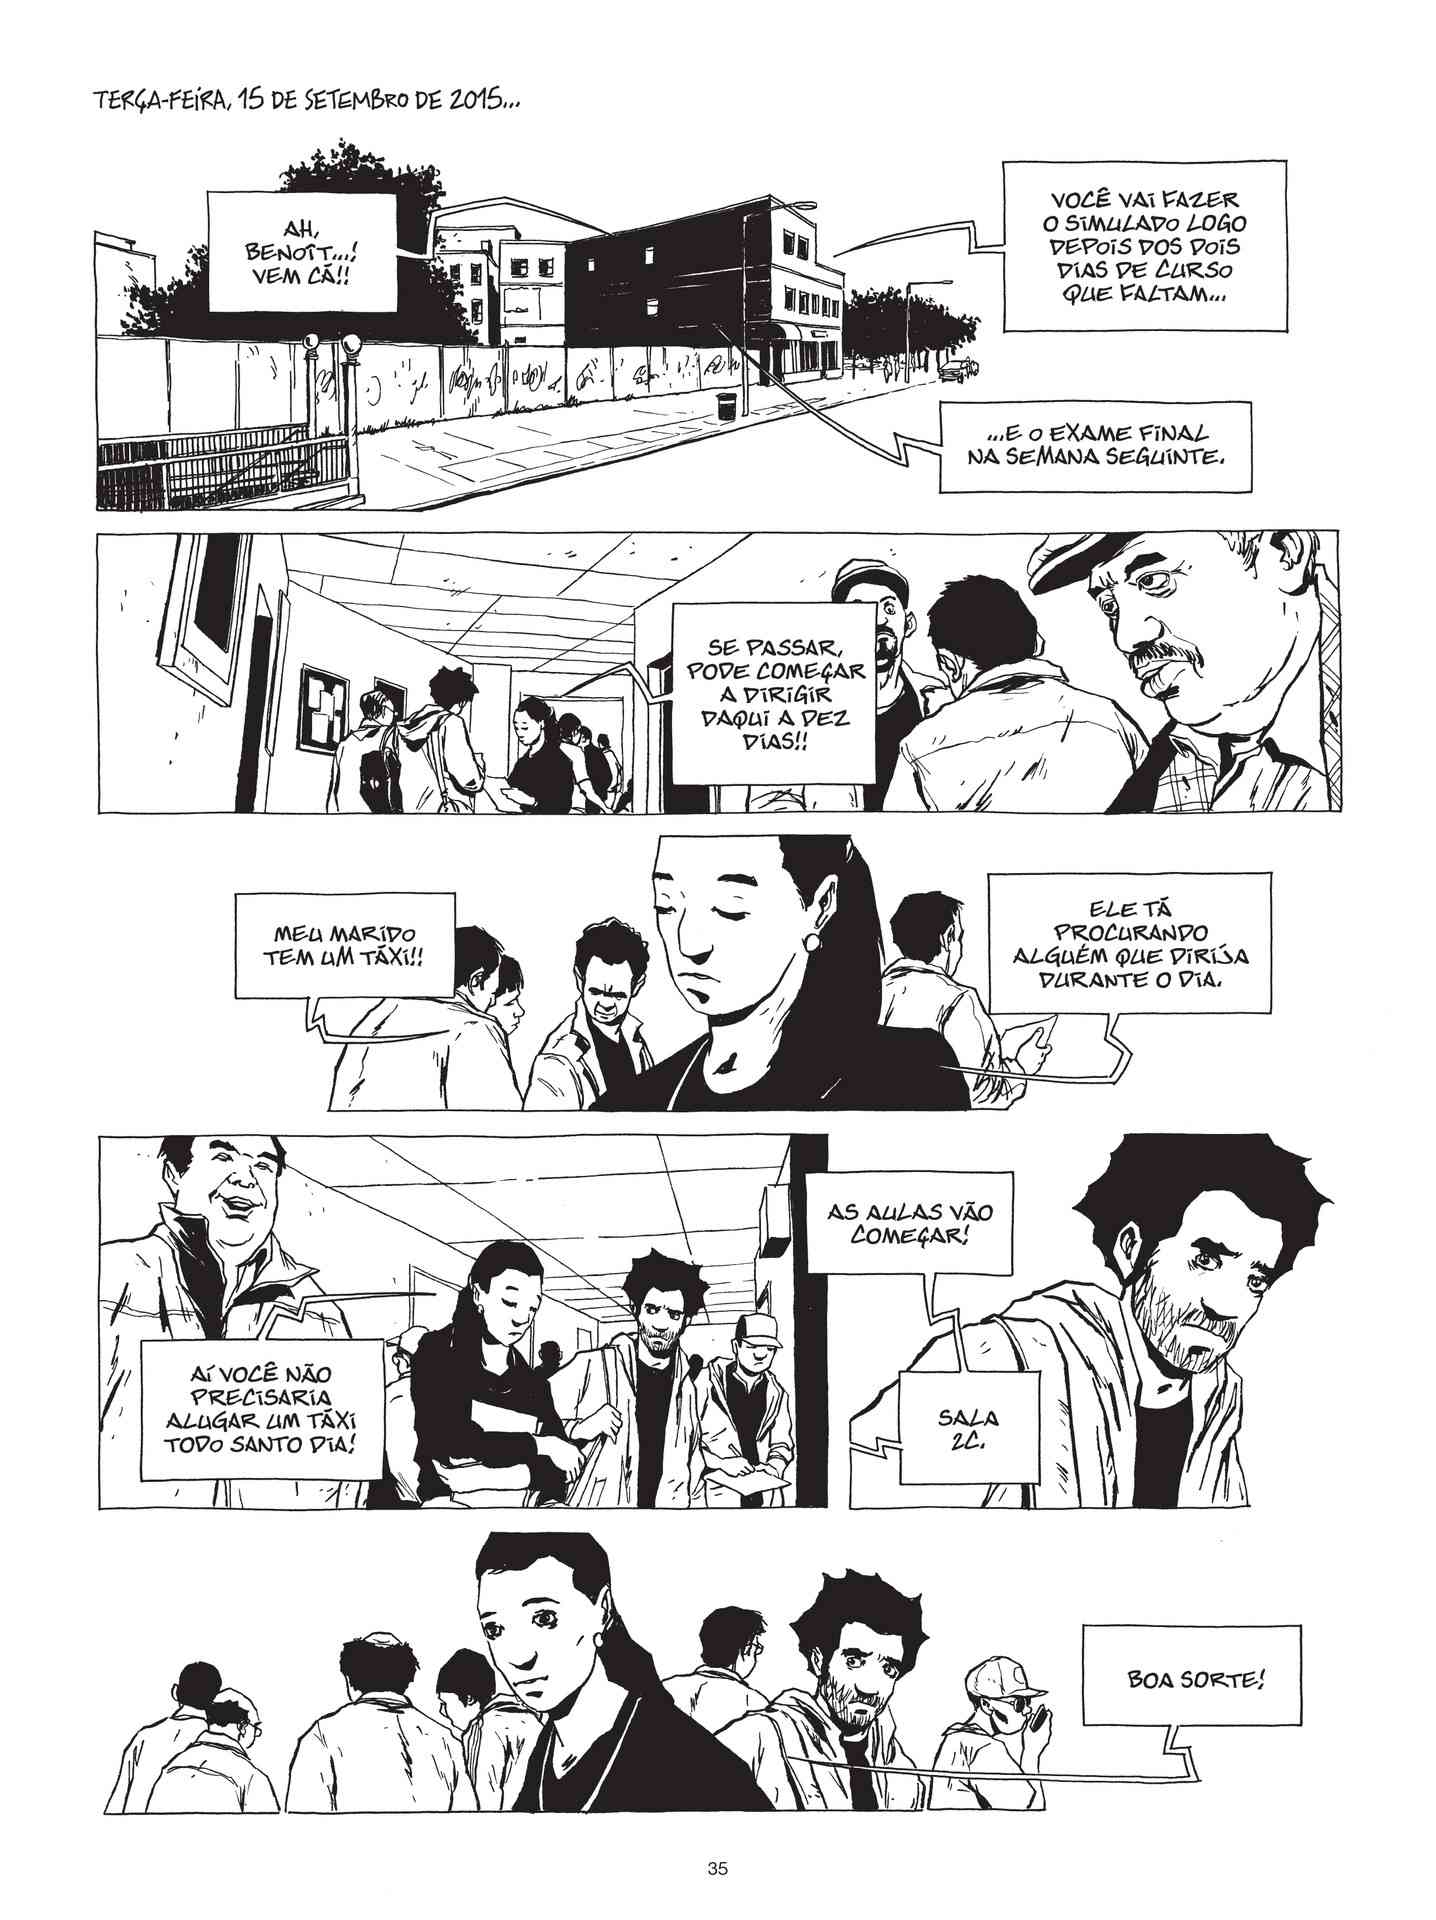 TERÇA-FEIRA, 15 DE SETEMBRO DE 2015...
AH,
BENOÎT...!
VEM CÁ!!
VOCÊ VAI FAZER
O SIMULADO LOGO
DEPOIS DOS DOIS
DIAS DE CURSO
QUE FALTAM...
...E O EXAME FINAL
NA SEMANA SEGUINTE.
SE PASSAR,
PODE COMEÇAR
A DIRIGIR
DAQUI A DEZ
DIAS!!
MEU MARIDO
TEM UM TÁXI!!
ELE TÁ
PROCURANDO
ALGUÉM QUE DIRIJA
DURANTE O DIA.
AÍ VOCÊ NÃO
PRECISARIA
ALUGAR UM TÁXI
TODO SANTO DIA!
AS AULAS VÃO
COMEÇAR!
SALA
2C.
BOA SORTE!
35